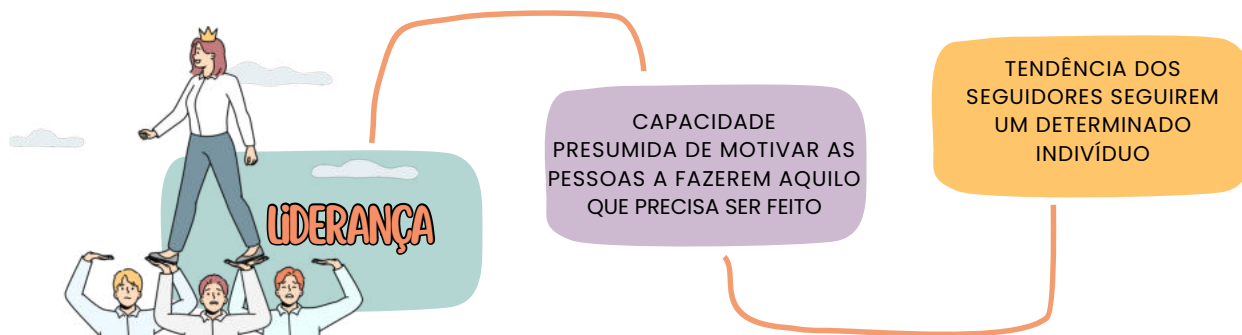 LIDERANÇA
CAPACIDADE
PRESUMIDA DE MOTIVAR AS
PESSOAS A FAZEREM AQUILO
QUE PRECISA SER FEITO
TENDÊNCIA DOS
SEGUIDORES SEGUIREM
UM DETERMINADO
INDIVÍDUO